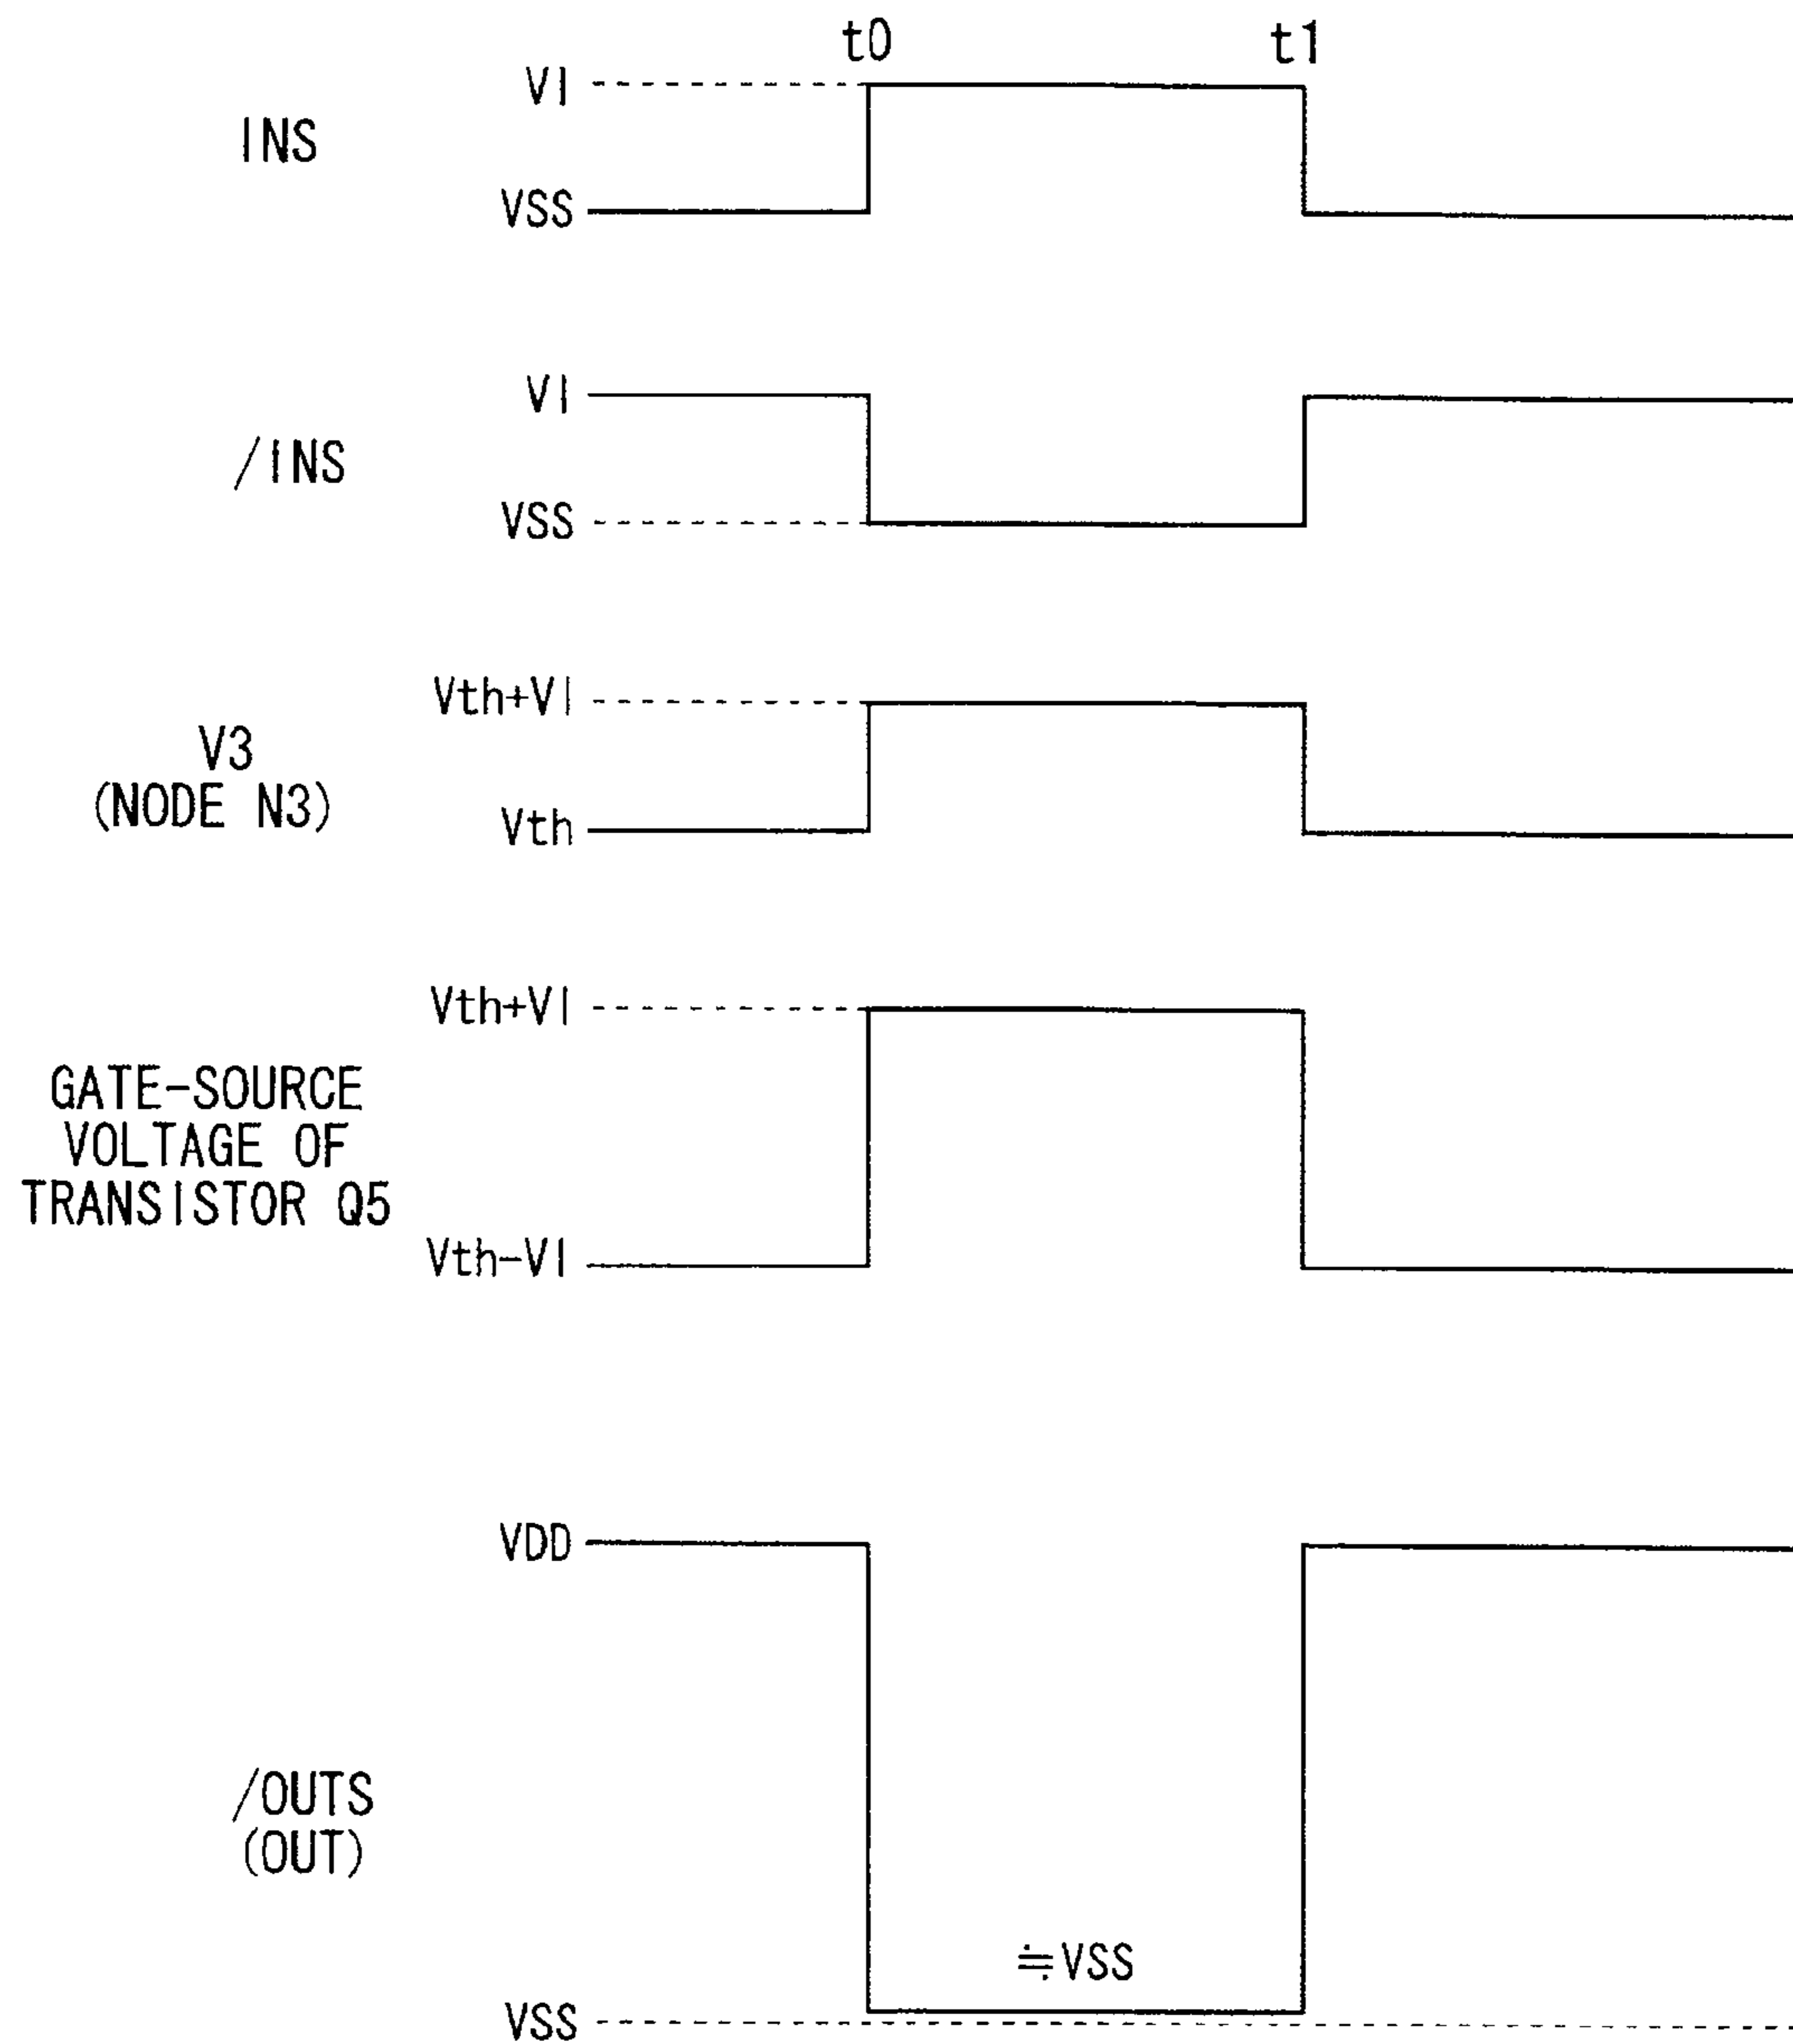 t0 t1
INS
VI
VSS
/INS
VI
VSS
V3
(NODE N3)
Vth+VI
Vth
GATE-SOURCE
VOLTAGE OF
TRANSISTOR Q5
Vth+VI
Vth-VI
/OUTS
(OUT)
VDD
≒VSS
VSS